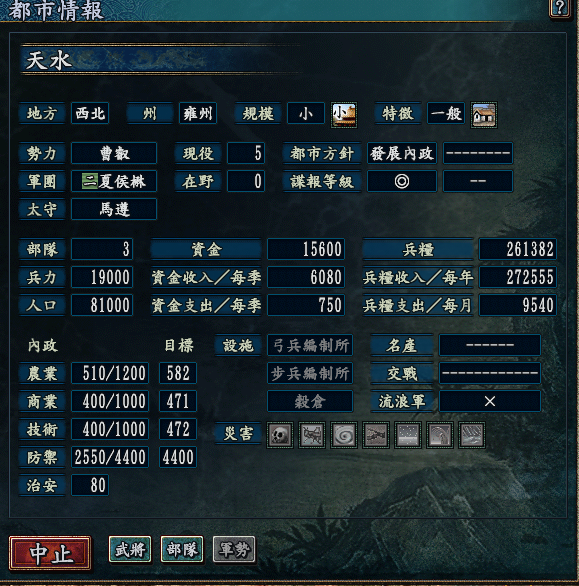 都市情報 ?
天水
地方 西北 州 雍州 規模 小 小 特徵 一般
勢力 曹叡 現役 5 都市方針 發展內政 --------
軍團 二 夏侯楙 在野 0 諜報等級 ◎ --
太守 馬遵
部隊 3 資金 15600 兵糧 261382
兵力 19000 資金收入／每季 6080 兵糧收入／每年 272555
人口 81000 資金支出／每季 750 兵糧支出／每月 9540
內政 目標 設施 弓兵編制所 名產 ------
農業 510/1200 582 步兵編制所 交戰 ------------
商業 400/1000 471 穀倉 流浪軍 ×
技術 400/1000 472 災害
防禦 2550/4400 4400
治安 80
中止 武將 部隊 軍勢